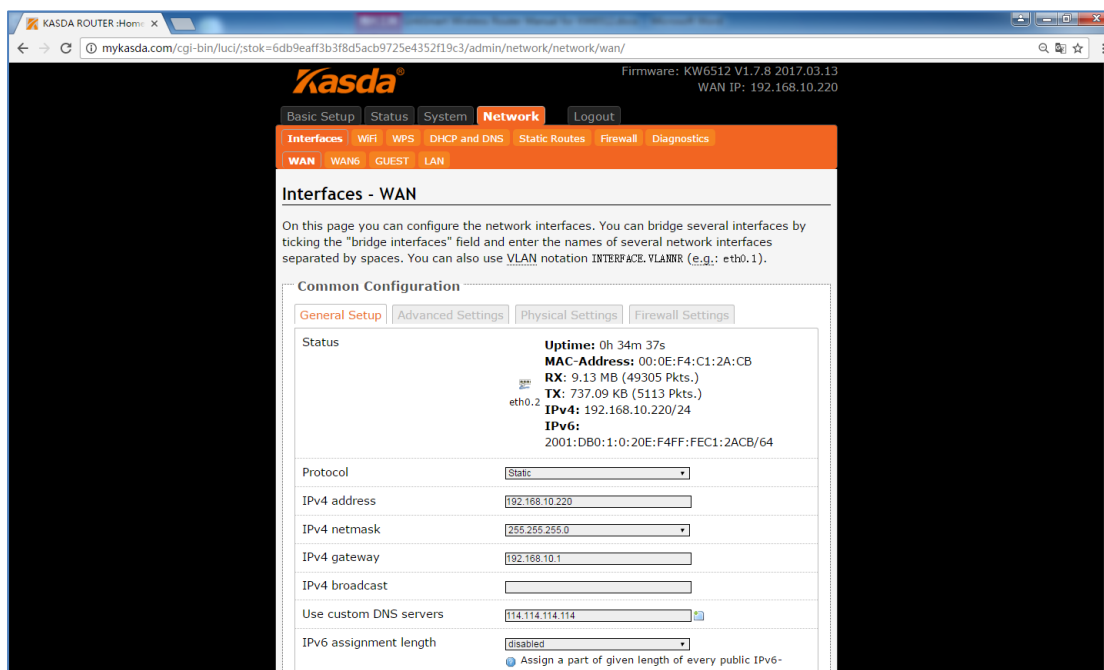 KASDA ROUTER :Home
mykasda.com/cgi-bin/luci/;stok=6db9eaff3b3f8d5acb9725e4352f19c3/admin/network/network/wan/
Kasda®
Firmware: KW6512 V1.7.8 2017.03.13
WAN IP: 192.168.10.220
Basic Setup Status System Network Logout
Interfaces WiFi WPS DHCP and DNS Static Routes Firewall Diagnostics
WAN WAN6 GUEST LAN
Interfaces - WAN
On this page you can configure the network interfaces. You can bridge several interfaces by
ticking the "bridge interfaces" field and enter the names of several network interfaces
separated by spaces. You can also use VLAN notation INTERFACE.VLANNR (e.g.: eth0.1).
Common Configuration
General Setup Advanced Settings Physical Settings Firewall Settings
Status
eth0.2
Uptime: 0h 34m 37s
MAC-Address: 00:0E:F4:C1:2A:CB
RX: 9.13 MB (49305 Pkts.)
TX: 737.09 KB (5113 Pkts.)
IPv4: 192.168.10.220/24
IPv6:
2001:DB0:1:0:20E:F4FF:FEC1:2ACB/64
Protocol Static
IPv4 address 192.168.10.220
IPv4 netmask 255.255.255.0
IPv4 gateway 192.168.10.1
IPv4 broadcast
Use custom DNS servers 114.114.114.114
IPv6 assignment length disabled
Assign a part of given length of every public IPv6-